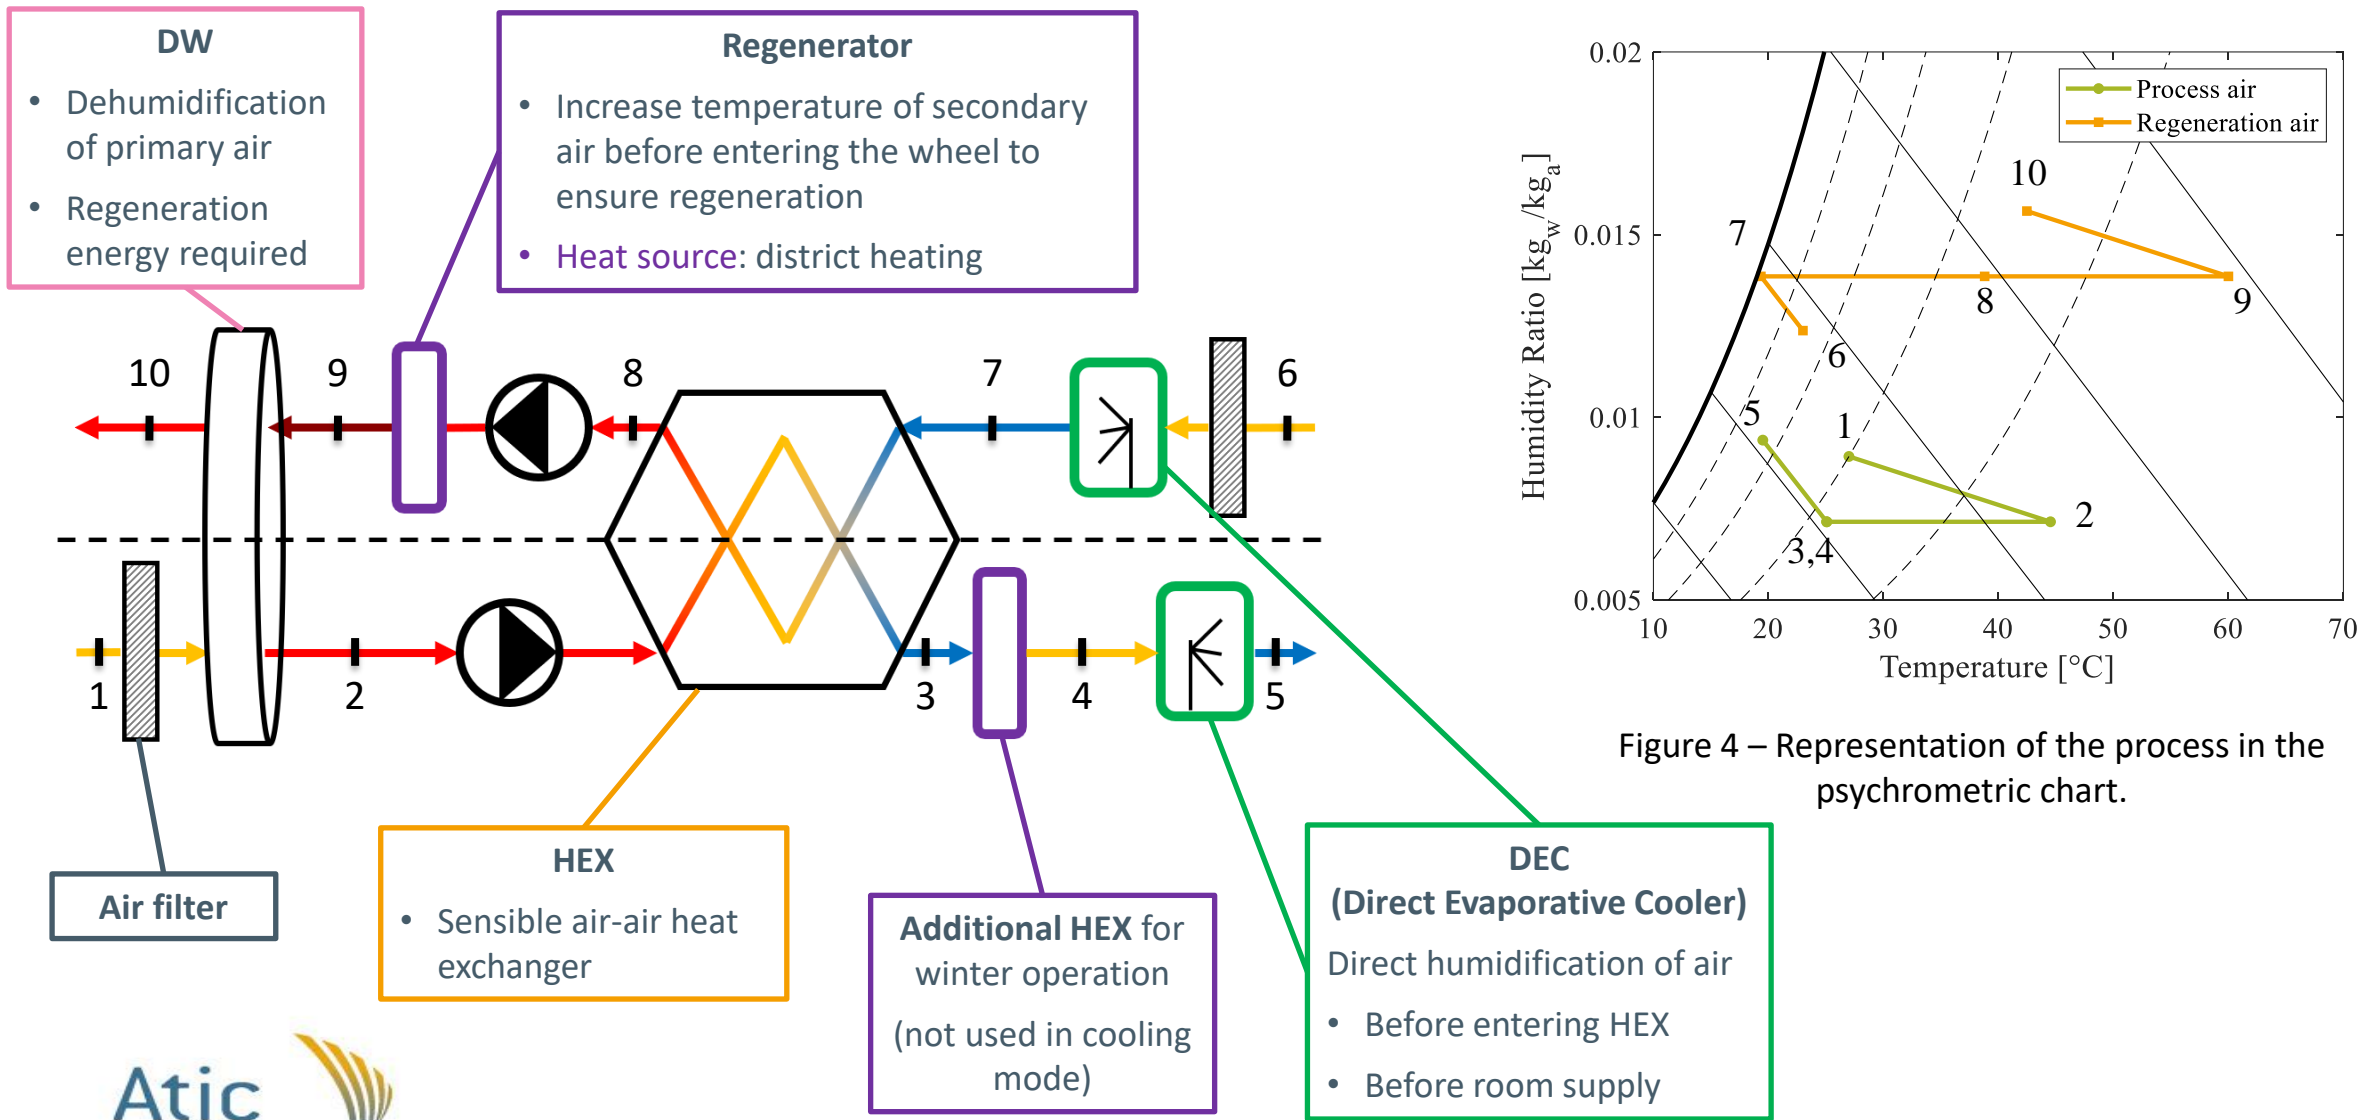 DW
• Dehumidification
of primary air
• Regeneration
energy required
Regenerator
• Increase temperature of secondary
air before entering the wheel to
ensure regeneration
• Heat source: district heating
10
9
8
7
6
1
2
3
4
5
Air filter
HEX
• Sensible air-air heat
exchanger
Additional HEX for
winter operation
(not used in cooling
mode)
DEC
(Direct Evaporative Cooler)
Direct humidification of air
• Before entering HEX
• Before room supply
0.02
0.015
0.01
0.005
Humidity Ratio [kg_w/kg_a]
Process air
Regeneration air
10
7
8
9
6
5
1
3,4
2
10 20 30 40 50 60 70
Temperature [°C]
Figure 4 – Representation of the process in the
psychrometric chart.
Atic